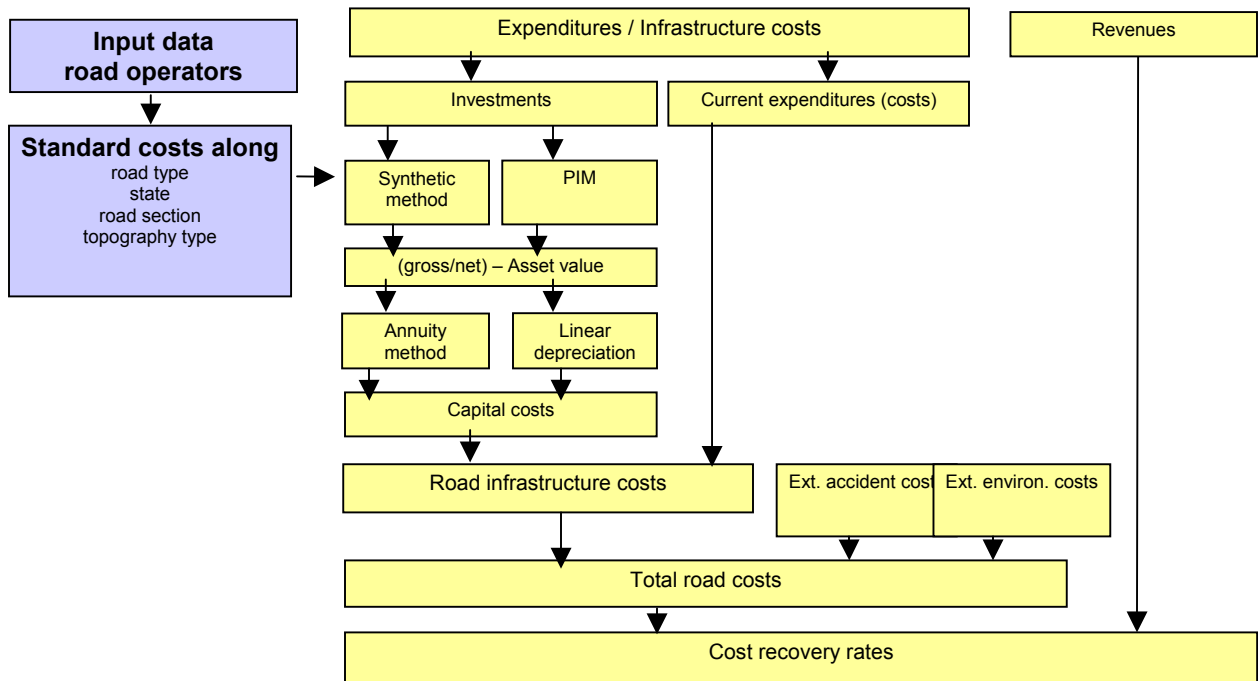 Input data
road operators
Standard costs along
road type
state
road section
topography type
Expenditures / Infrastructure costs
Revenues
Investments
Current expenditures (costs)
Synthetic
method
PIM
(gross/net) – Asset value
Annuity
method
Linear
depreciation
Capital costs
Road infrastructure costs
Ext. accident cost
Ext. environ. costs
Total road costs
Cost recovery rates